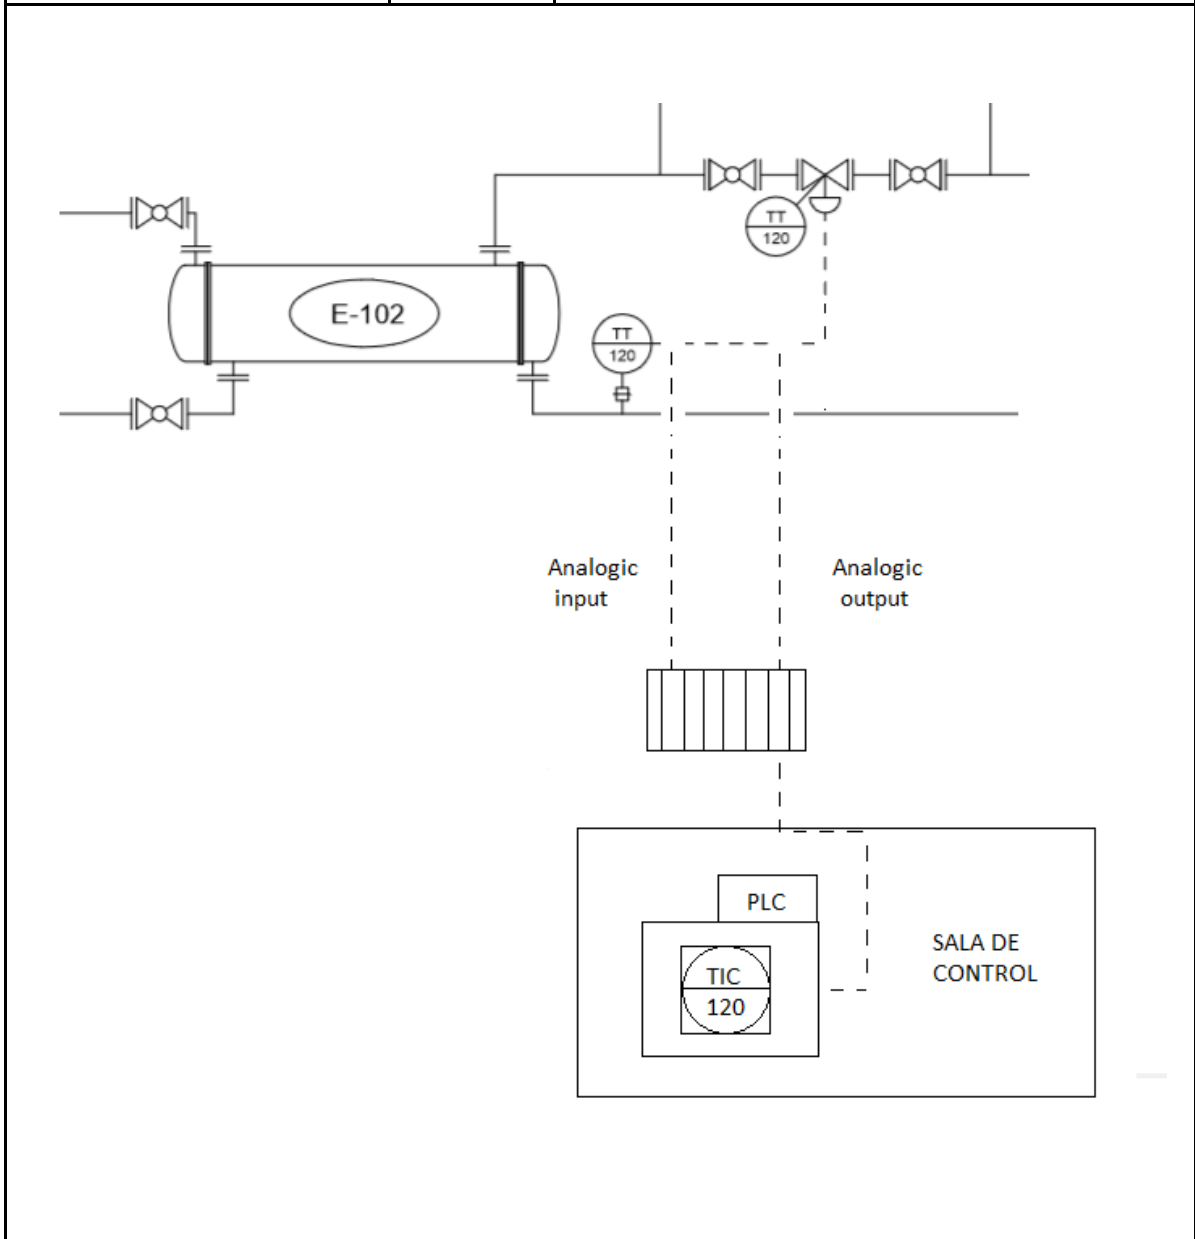 TT
120
E-102
TT
120
Analogic
input
Analogic
output
PLC
TIC
120
SALA DE
CONTROL